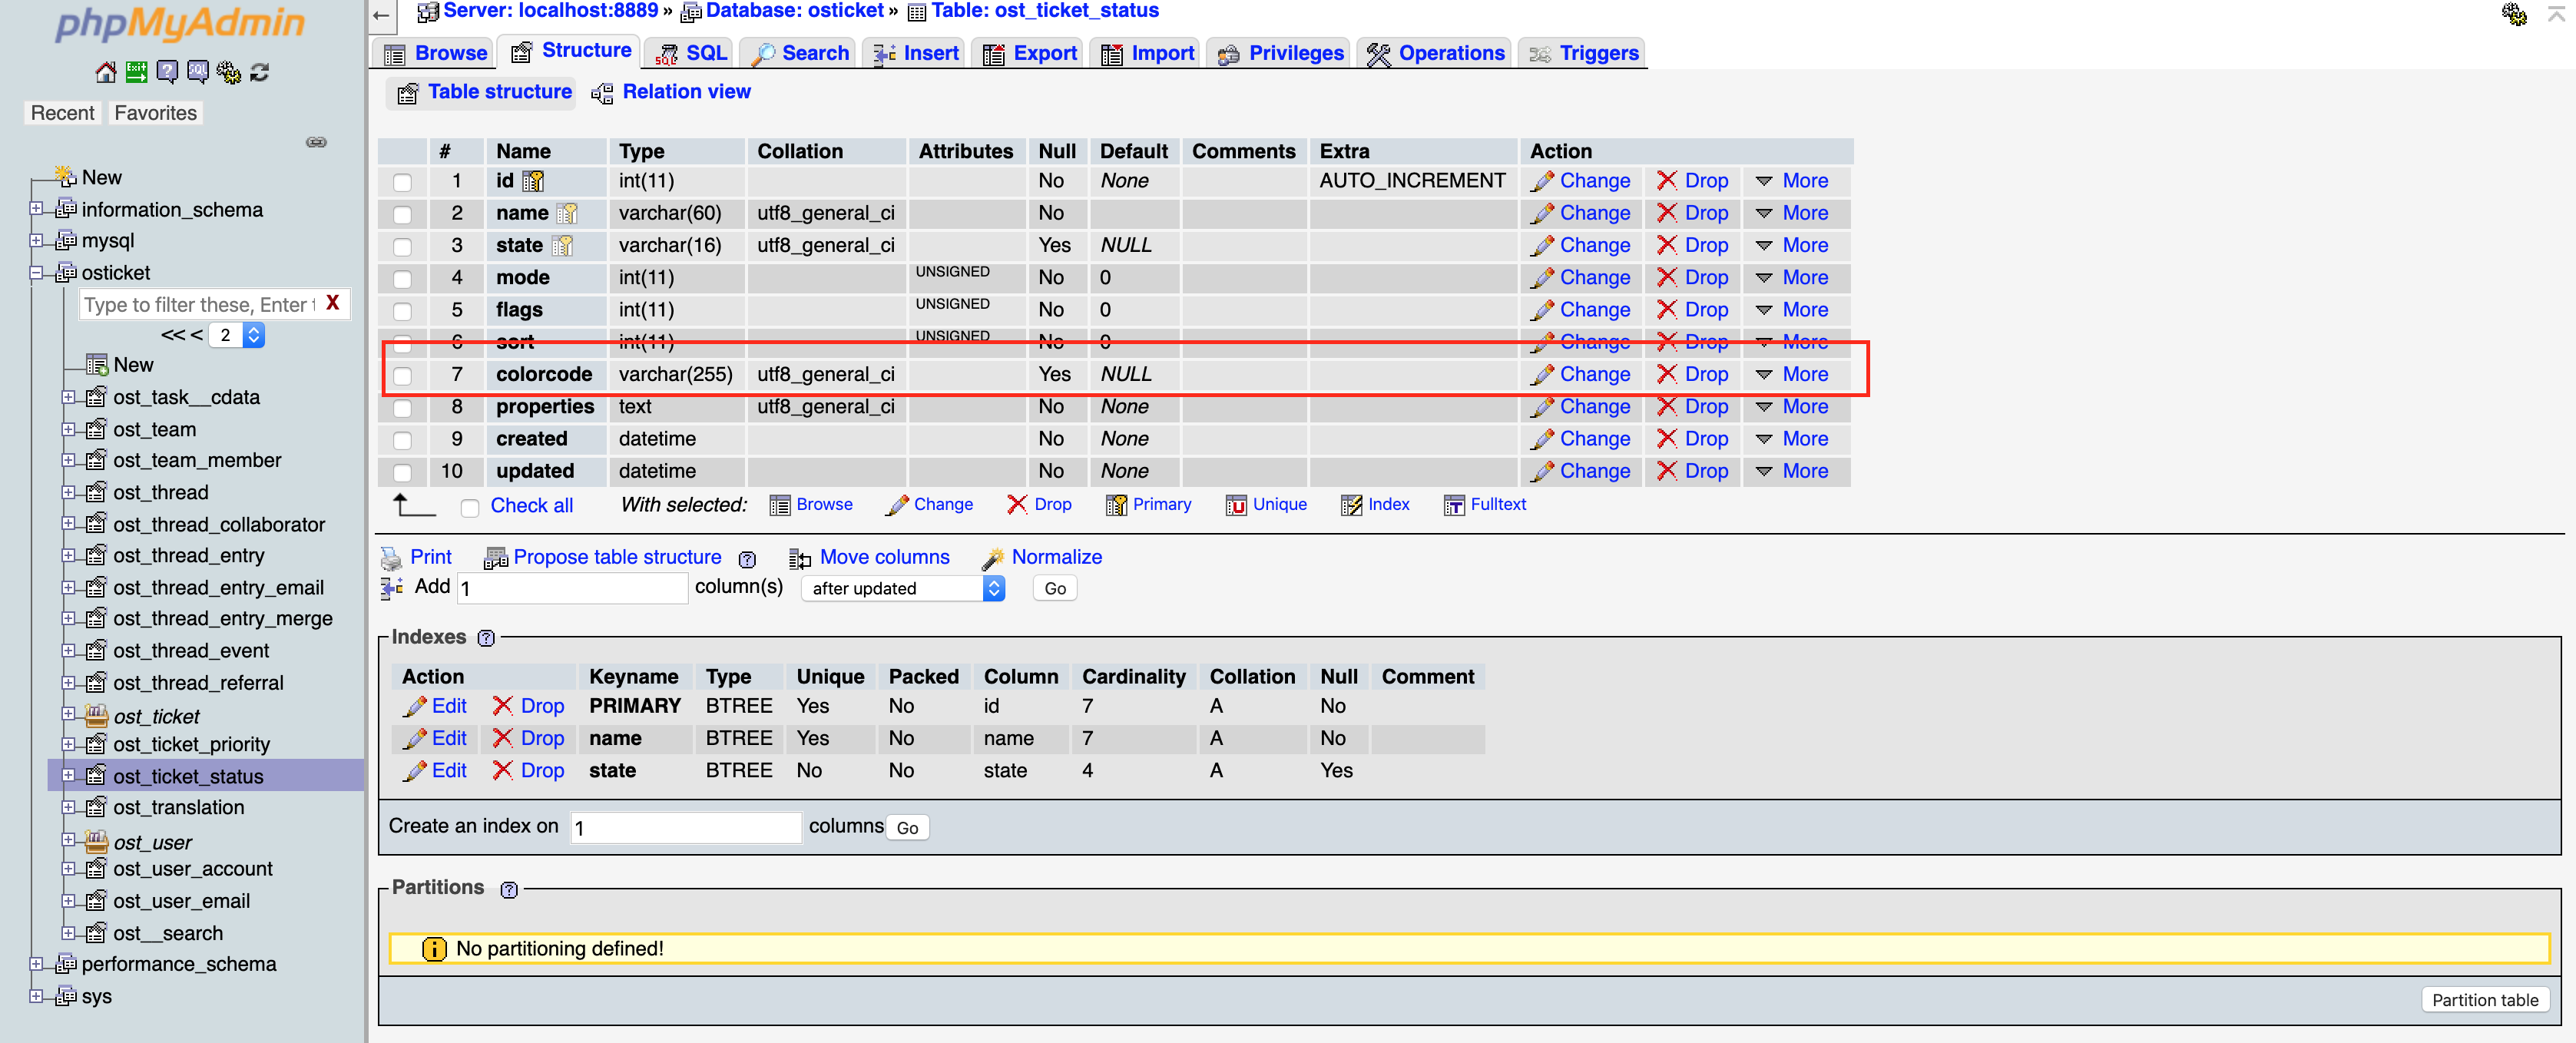 phpMyAdmin
Recent Favorites
New
information_schema
mysql
osticket
Type to filter these, Enter t X
<< < 2
New
ost_task__cdata
ost_team
ost_team_member
ost_thread
ost_thread_collaborator
ost_thread_entry
ost_thread_entry_email
ost_thread_entry_merge
ost_thread_event
ost_thread_referral
ost_ticket
ost_ticket_priority
ost_ticket_status
ost_translation
ost_user
ost_user_account
ost_user_email
ost__search
performance_schema
sys
Server: localhost:8889 » Database: osticket » Table: ost_ticket_status
Browse Structure SQL Search Insert Export Import Privileges Operations Triggers
Table structure Relation view
# Name Type Collation Attributes Null Default Comments Extra Action
1 id int(11) No None AUTO_INCREMENT Change Drop More
2 name varchar(60) utf8_general_ci No Change Drop More
3 state varchar(16) utf8_general_ci Yes NULL Change Drop More
4 mode int(11) UNSIGNED No 0 Change Drop More
5 flags int(11) UNSIGNED No 0 Change Drop More
6 sort int(11) UNSIGNED No 0 Change Drop More
7 colorcode varchar(255) utf8_general_ci Yes NULL Change Drop More
8 properties text utf8_general_ci No None Change Drop More
9 created datetime No None Change Drop More
10 updated datetime No None Change Drop More
Check all With selected: Browse Change Drop Primary Unique Index Fulltext
Print Propose table structure Move columns Normalize
Add 1 column(s) after updated Go
Indexes
Action Keyname Type Unique Packed Column Cardinality Collation Null Comment
Edit Drop PRIMARY BTREE Yes No id 7 A No
Edit Drop name BTREE Yes No name 7 A No
Edit Drop state BTREE No No state 4 A Yes
Create an index on 1 columns Go
Partitions
No partitioning defined!
Partition table